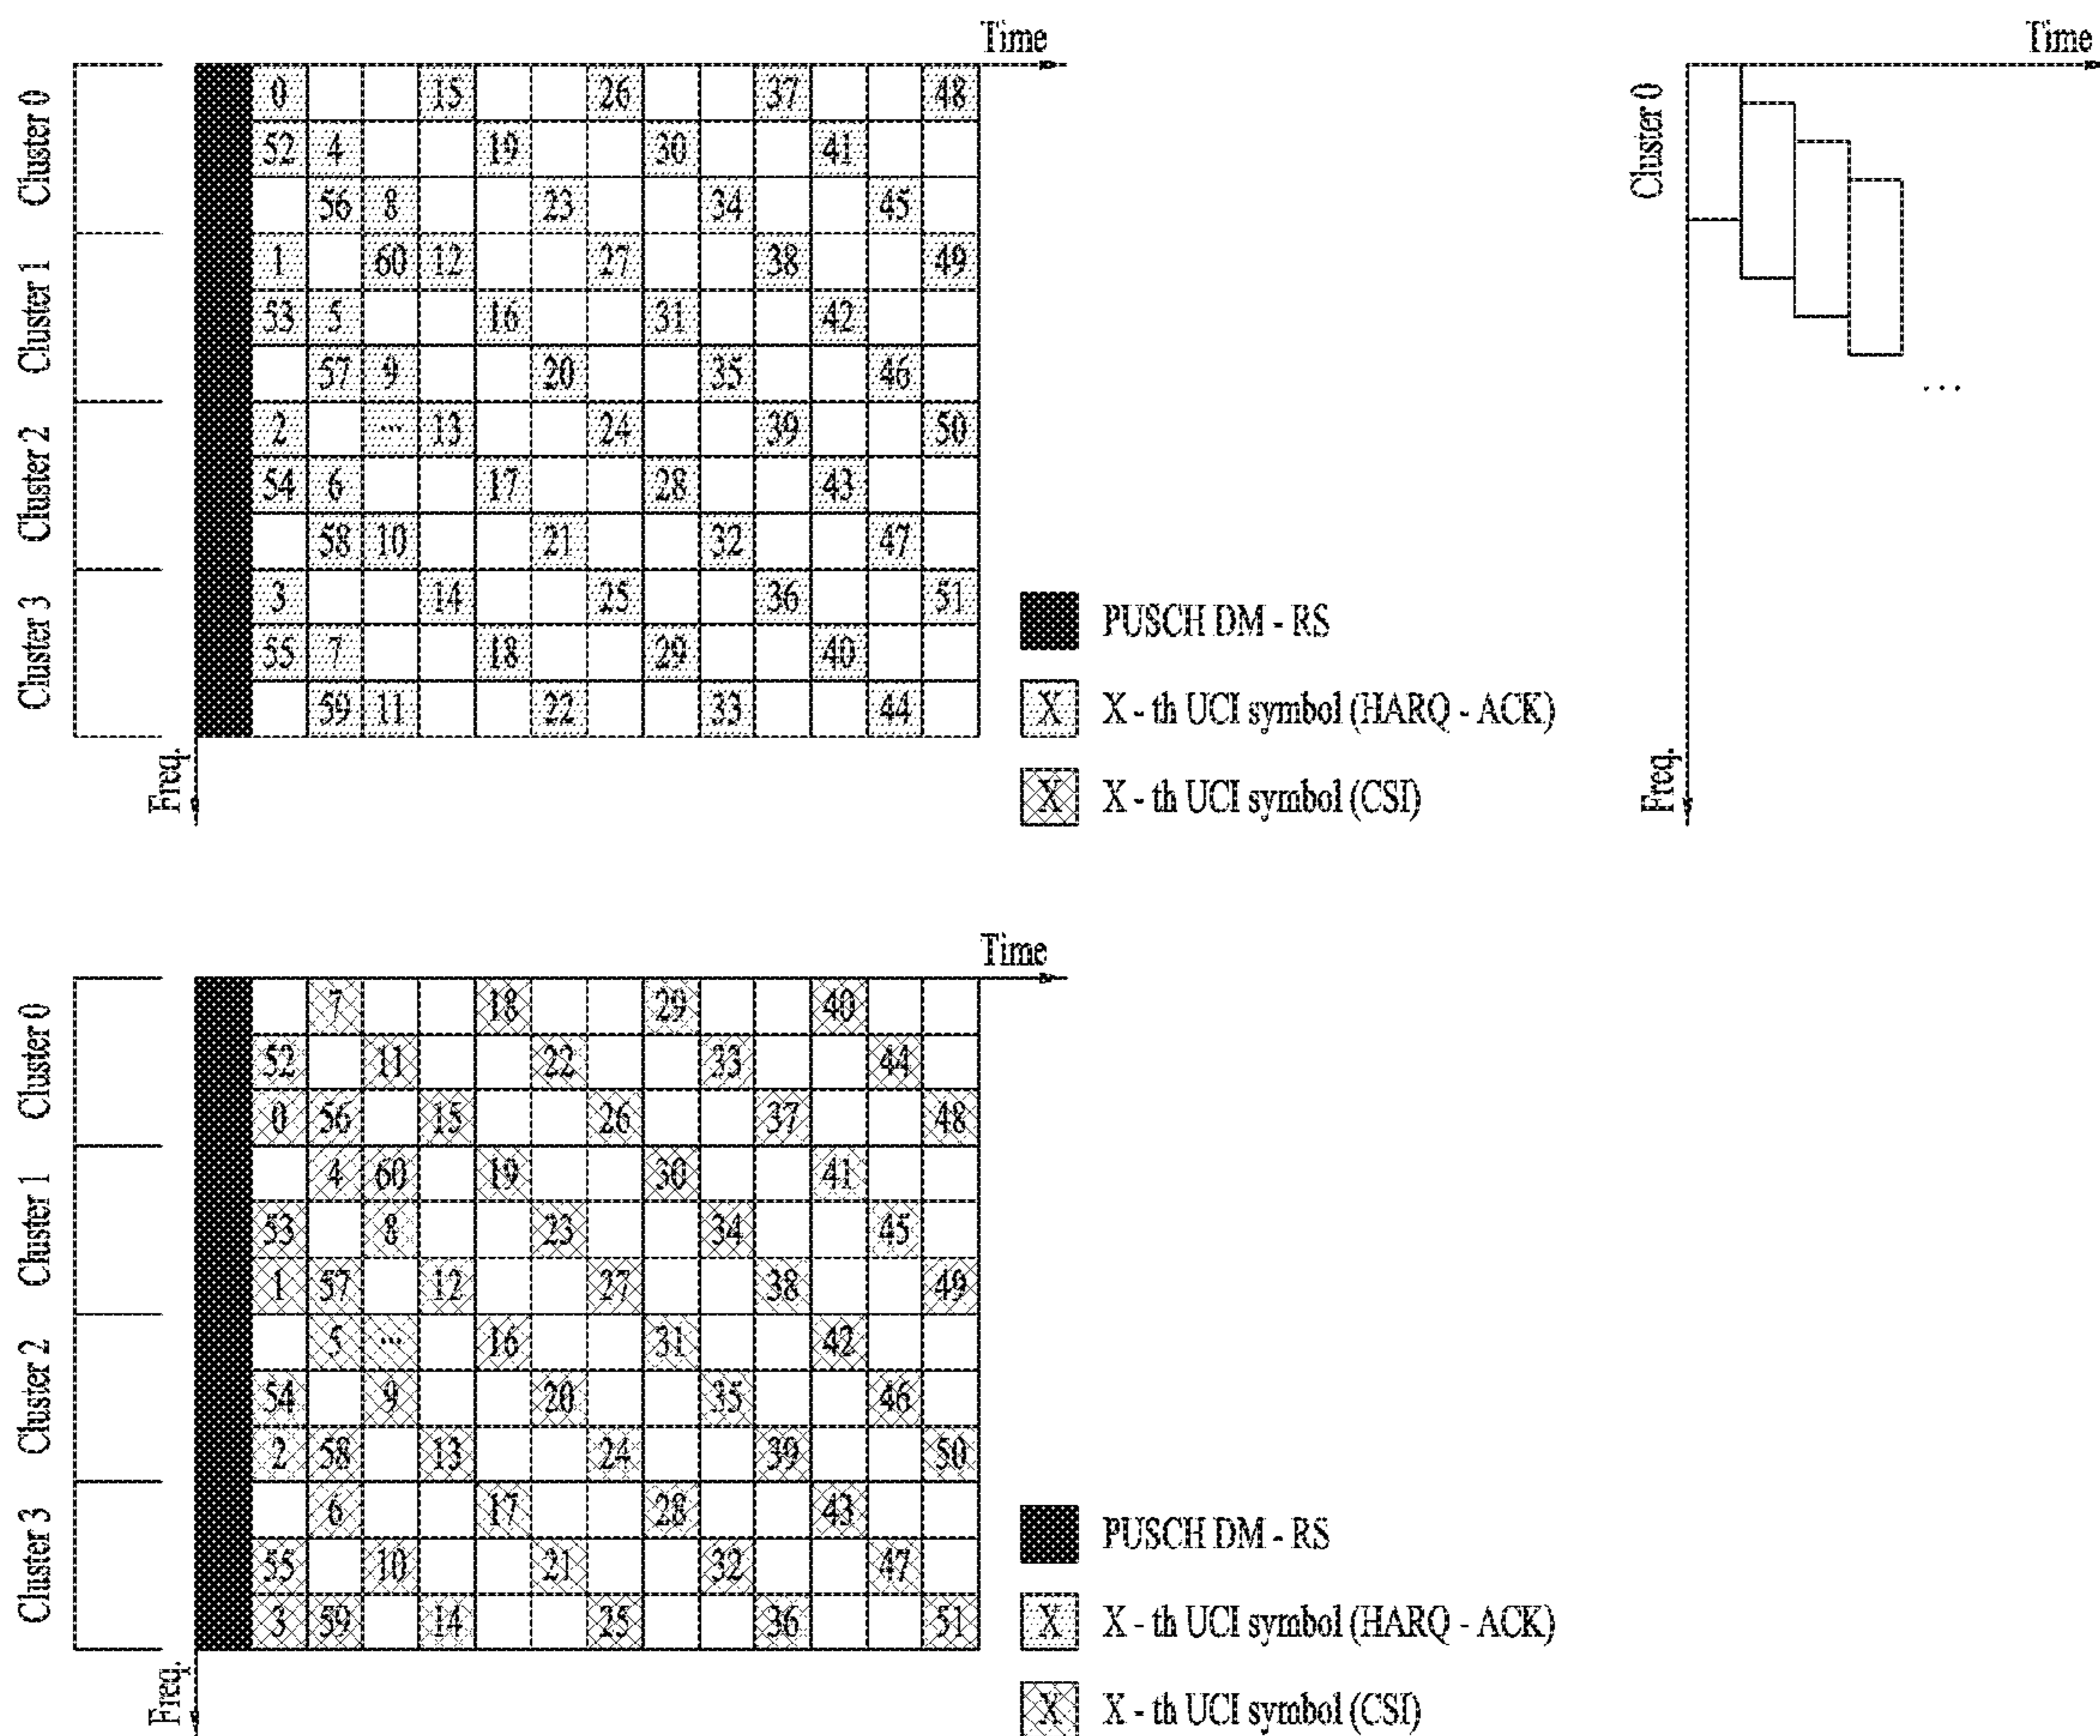 Time
Cluster 0
Cluster 1
Cluster 2
Cluster 3
0 15 26 37 48
52 4 19 30 41
56 8 23 34 45
1 60 12 27 38 49
53 5 16 31 42
57 9 20 35 46
2 ... 13 24 39 50
54 6 17 28 43
58 10 21 32 47
3 14 25 36 51
55 7 18 29 40
59 11 22 33 44
Freq.
PUSCH DM - RS
X X - th UCI symbol (HARQ - ACK)
X X - th UCI symbol (CSI)
Time
Cluster 0
...
Freq.
Time
Cluster 0
Cluster 1
Cluster 2
Cluster 3
7 18 29 40
52 11 22 33 44
0 56 15 26 37 48
4 60 19 30 41
53 8 23 34 45
1 57 12 27 38 49
5 ... 16 31 42
54 9 20 35 46
2 58 13 24 39 50
6 17 28 43
55 10 21 32 47
3 59 14 25 36 51
Freq.
PUSCH DM - RS
X X - th UCI symbol (HARQ - ACK)
X X - th UCI symbol (CSI)